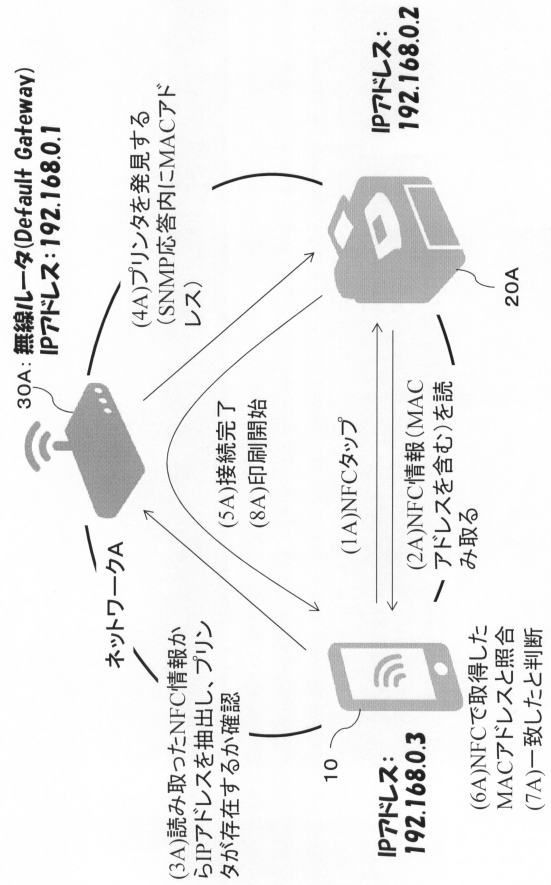 30A: 無線ルータ(Default Gateway)
IPアドレス：192.168.0.1
ネットワークA
(3A)読み取ったNFC情報か
らIPアドレスを抽出し、プリン
タが存在するか確認
(4A)プリンタを発見する
(SNMP応答内にMACアド
レス)
(5A)接続完了
(8A)印刷開始
(1A)NFCタップ
(2A)NFC情報(MAC
アドレスを含む)を読
み取る
10
IPアドレス：
192.168.0.3
IPアドレス：
192.168.0.2
20A
(6A)NFCで取得した
MACアドレスと照合
(7A)一致したと判断